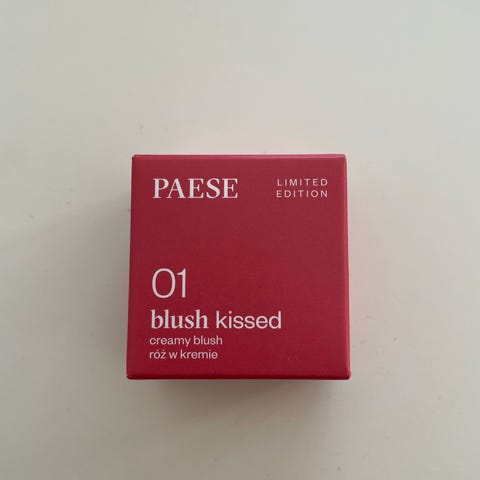 PAESE
LIMITED
EDITION
01
blush kissed
creamy blush
róż w kremie